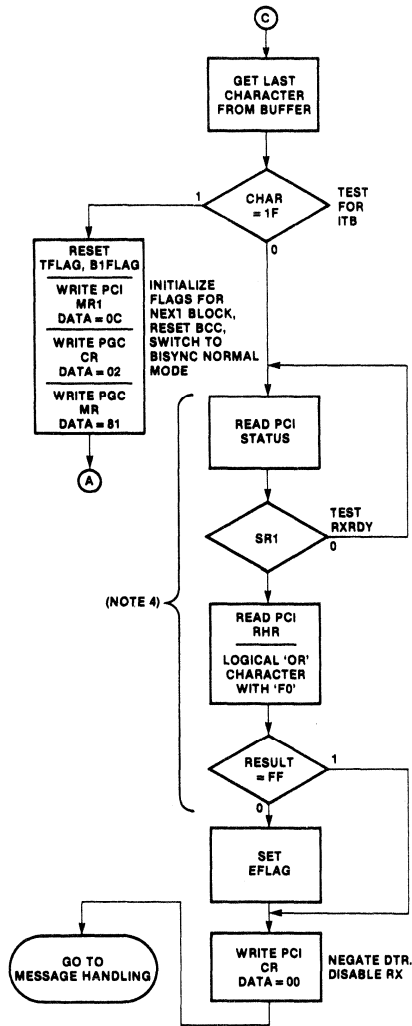 C
GET LAST
CHARACTER
FROM BUFFER
1
CHAR
= 1F
TEST
FOR
ITB
0
RESET
TFLAG, B1FLAG
WRITE PCI
MR1
DATA = 0C
WRITE PGC
CR
DATA = 02
WRITE PGC
MR
DATA = 81
INITIALIZE
FLAGS FOR
NEXT BLOCK,
RESET BCC,
SWITCH TO
BISYNC NORMAL
MODE
A
READ PCI
STATUS
SR1
TEST
RXRDY
0
(NOTE 4)
READ PCI
RHR
LOGICAL 'OR'
CHARACTER
WITH 'F0'
RESULT
= FF
1
0
SET
EFLAG
WRITE PCI
CR
DATA = 00
NEGATE DTR.
DISABLE RX
GO TO
MESSAGE HANDLING